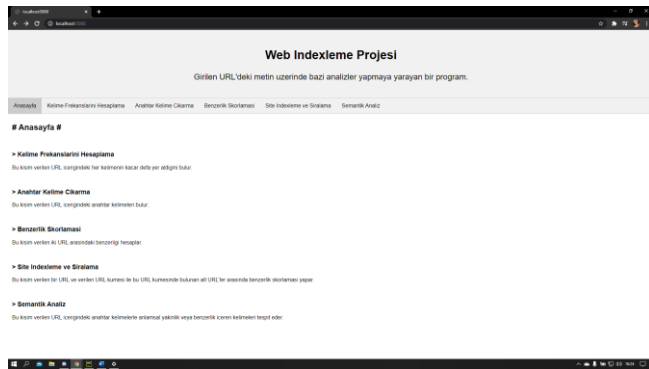 localhost:3000
localhost:3000
Web Indexleme Projesi
Girilen URL'deki metin uzerinde bazi analizler yapmaya yarayan bir program.
Anasayfa Kelime Frekanslarini Hesaplama Anahtar Kelime Cikarma Benzerlik Skorlamasi Site Indexleme ve Siralama Semantik Analiz
# Anasayfa #
> Kelime Frekanslarini Hesaplama
Bu kisim verilen URL icerigindeki her kelimenin kacar defa yer aldigini bulur.
> Anahtar Kelime Cikarma
Bu kisim verilen URL icerigindeki anahtar kelimeleri bulur.
> Benzerlik Skorlamasi
Bu kisim verilen iki URL arasindaki benzerligi hesaplar.
> Site Indexleme ve Siralama
Bu kisim verilen bir URL ve verilen URL kumesi ile bu URL kumesinde bulunan alt URL'ler arasinda benzerlik skorlamasi yapar.
> Semantik Analiz
Bu kisim verilen URL icerigindeki anahtar kelimelerle anlamsal yakinlik veya benzerlik iceren kelimeleri tespit eder.